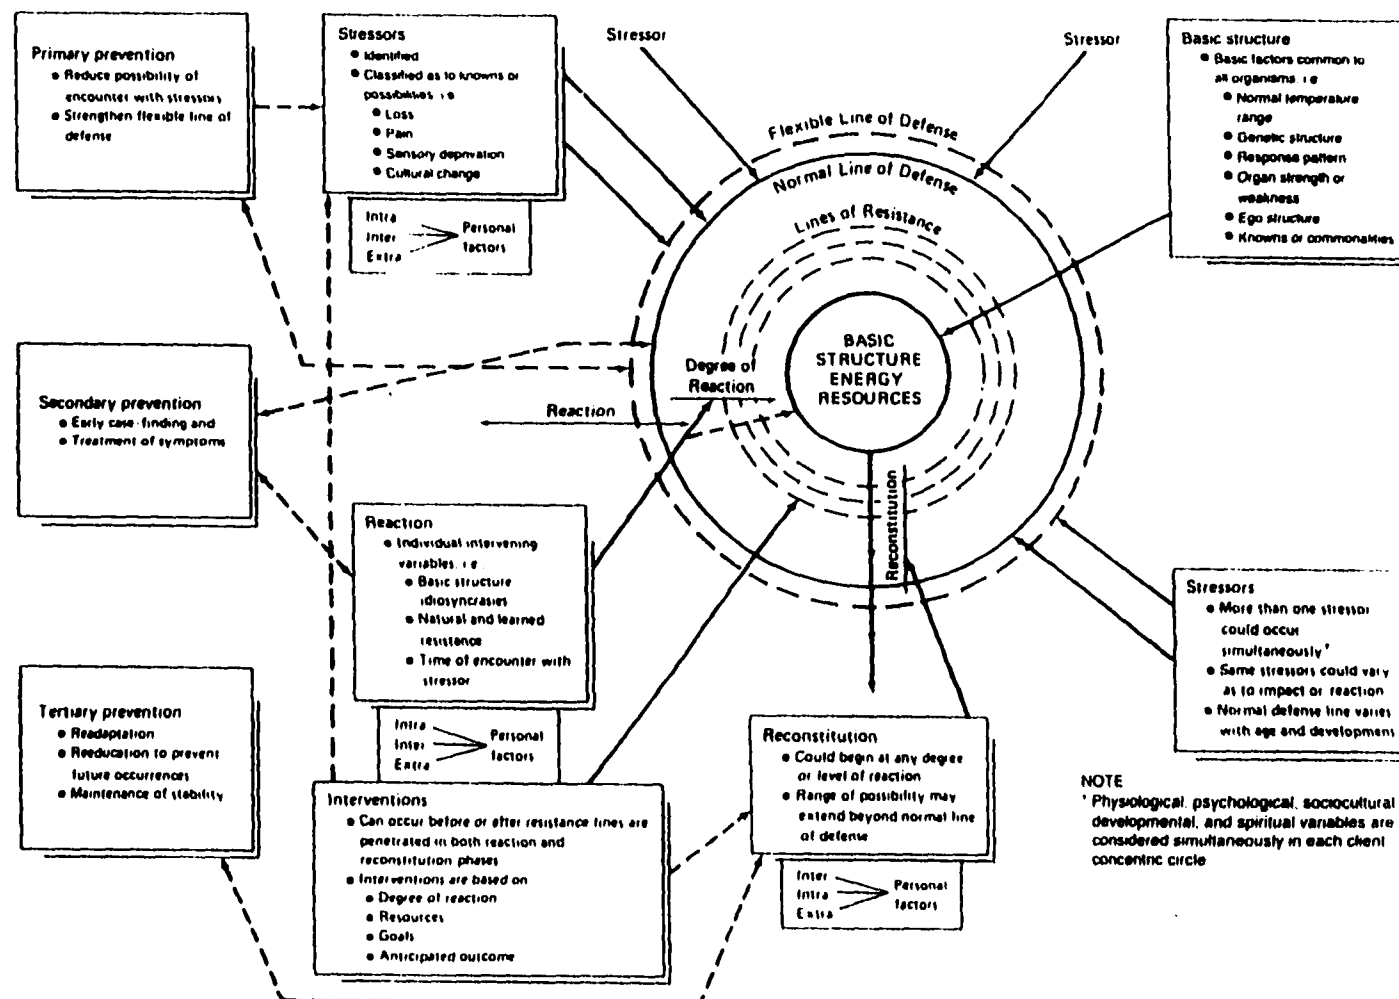 Primary prevention
● Reduce possibility of
encounter with stressors
● Strengthen flexible line of
defense
Stressors
● Identified
● Classified as to knowns or
possibilities, i.e
● Loss
● Pain
● Sensory deprivation
● Cultural change
Intra
Inter
Extra
Personal
factors
Stressor
Stressor
Basic structure
● Basic factors common to
all organisms, i e
● Normal temperature
range
● Genetic structure
● Response pattern
● Organ strength or
weakness
● Ego structure
● Knowns or commonalities
Flexible Line of Defense
Normal Line of Defense
Lines of Resistance
BASIC
STRUCTURE
ENERGY
RESOURCES
Degree of
Reaction
Reaction
Reconstitution
Secondary prevention
● Early case-finding and
● Treatment of symptoms
Reaction
● Individual intervening
variables, i.e.
● Basic structure
idiosyncrasies
● Natural and learned
resistance
● Time of encounter with
stressor
Intra
Inter
Extra
Personal
factors
Stressors
● More than one stressor
could occur
simultaneously*
● Same stressors could vary
as to impact or reaction
● Normal defense line varies
with age and development
Tertiary prevention
● Readaptation
● Reeducation to prevent
future occurrences
● Maintenance of stability
Interventions
● Can occur before or after resistance lines are
penetrated in both reaction and
reconstitution phases
● Interventions are based on
● Degree of reaction
● Resources
● Goals
● Anticipated outcome
Reconstitution
● Could begin at any degree
or level of reaction
● Range of possibility may
extend beyond normal line
of defense
Inter
Intra
Extra
Personal
factors
NOTE
* Physiological, psychological, sociocultural
developmental, and spiritual variables are
considered simultaneously in each client
concentric circle